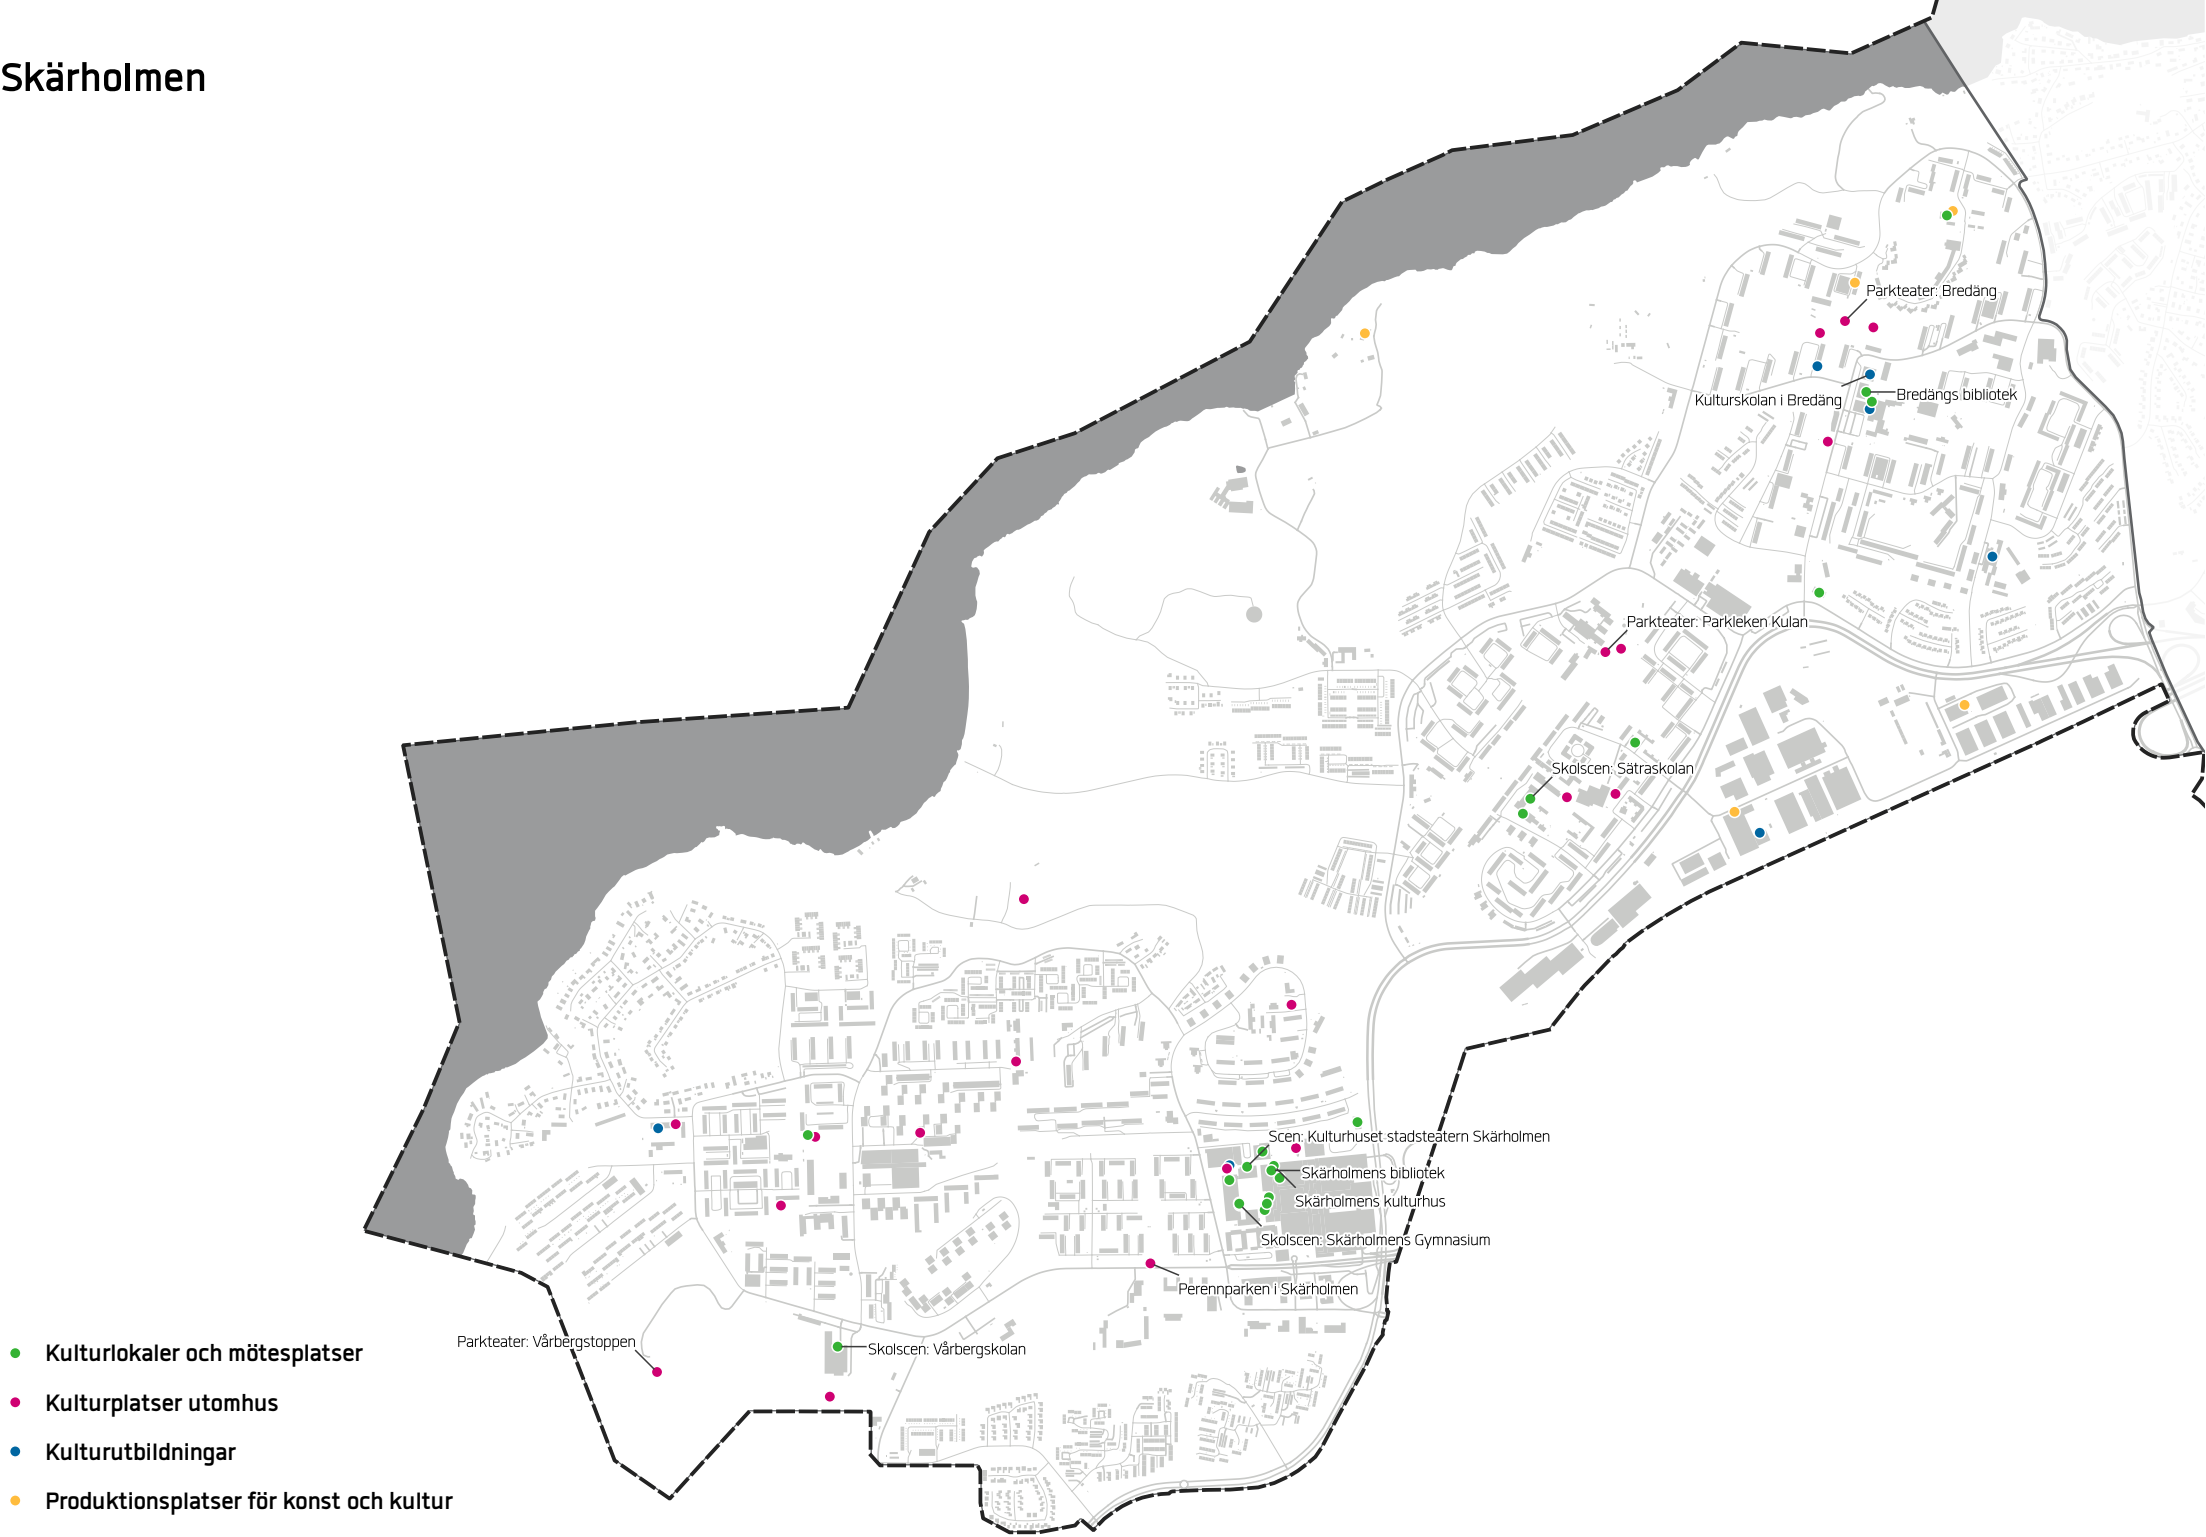 Skärholmen
Parkteater: Bredäng
Kulturskolan i Bredäng
Bredängs bibliotek
Parkteater: Parkleken Kulan
Skolscen: Sätraskolan
Scen: Kulturhuset stadsteatern Skärholmen
Skärholmens bibliotek
Skärholmens kulturhus
Skolscen: Skärholmens Gymnasium
Perennparken i Skärholmen
Parkteater: Vårbergstoppen
Skolscen: Vårbergskolan
Kulturlokaler och mötesplatser
Kulturplatser utomhus
Kulturutbildningar
Produktionsplatser för konst och kultur